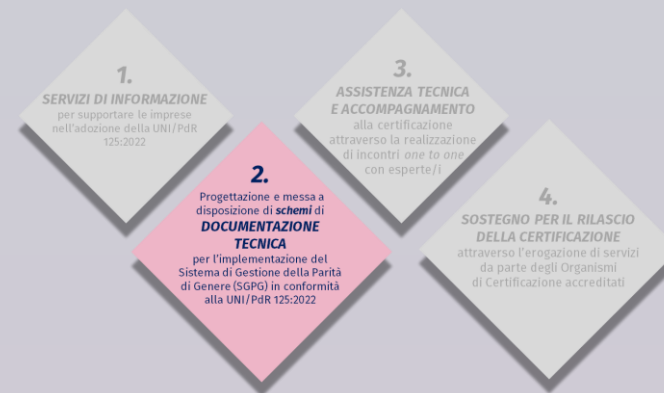 1.
SERVIZI DI INFORMAZIONE
per supportare le imprese
nell'adozione della UNI/PdR
125:2022
2.
Progettazione e messa a
disposizione di schemi di
DOCUMENTAZIONE
TECNICA
per l'implementazione del
Sistema di Gestione della Parità
di Genere (SGPG) in conformità
alla UNI/PdR 125:2022
3.
ASSISTENZA TECNICA
E ACCOMPAGNAMENTO
alla certificazione
attraverso la realizzazione
di incontri one to one
con esperte/i
4.
SOSTEGNO PER IL RILASCIO
DELLA CERTIFICAZIONE
attraverso l'erogazione di servizi
da parte degli Organismi
di Certificazione accreditati